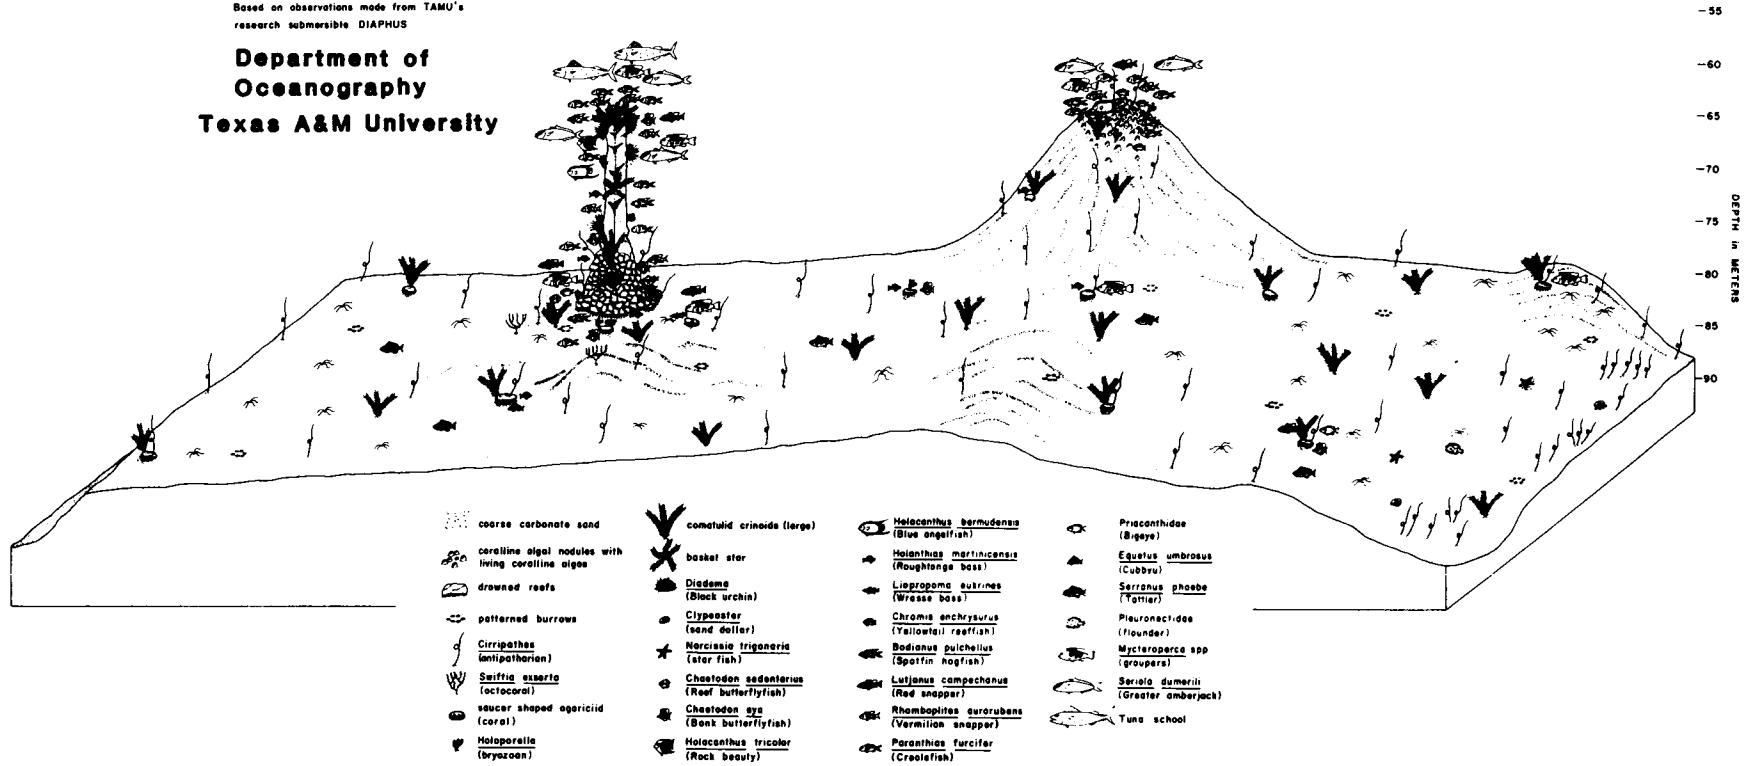 Based on observations made from TAMU's
research submersible DIAPHUS
Department of
Oceanography
Texas A&M University
-55
-60
-65
-70
-75
-80
-85
-90
DEPTH in METERS
coarse carbonate sand
coralline algal nodules with
living coralline algae
drowned reefs
patterned burrows
Cirripathes
(antipatharian)
Swiftia exserta
(octocoral)
saucer shaped agariciid
(coral)
Holoporella
(bryozoan)
comatulid crinoids (large)
basket star
Diadema
(Black urchin)
Clypeaster
(sand dollar)
Narcissia trigonaria
(star fish)
Chaetodon sedentarius
(Reef butterflyfish)
Chaetodon aya
(Bank butterflyfish)
Holacanthus tricolor
(Rock beauty)
Holacanthus bermudensis
(Blue angelfish)
Holanthias martinicensis
(Roughtonge bass)
Liopropoma eukrines
(Wrasse bass)
Chromis enchrysurus
(Yellowtail reeffish)
Bodianus pulchellus
(Spotfin hogfish)
Lutjanus campechanus
(Red snapper)
Rhomboplites aurorubens
(Vermilion snapper)
Paranthias furcifer
(Creolefish)
Priacanthidae
(Bigeye)
Equetus umbrosus
(Cubbyu)
Serranus phoebe
(Tattler)
Pleuronectidae
(flounder)
Mycteroperca spp
(groupers)
Seriola dumerili
(Greater amberjack)
Tuna school